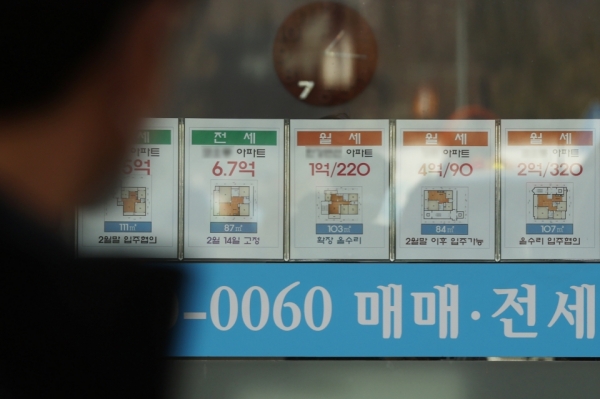 7
세
아파트
5억
111㎡
2월말 입주협의
전 세
아파트
6.7억
87㎡
2월 14일 고정
월 세
아파트
1억/220
103㎡
확장 올수리
월 세
아파트
4억/90
84㎡
2월말 이후 입주가능
월 세
아파트
2억/320
107㎡
올수리 입주협의
-0060 매매·전세